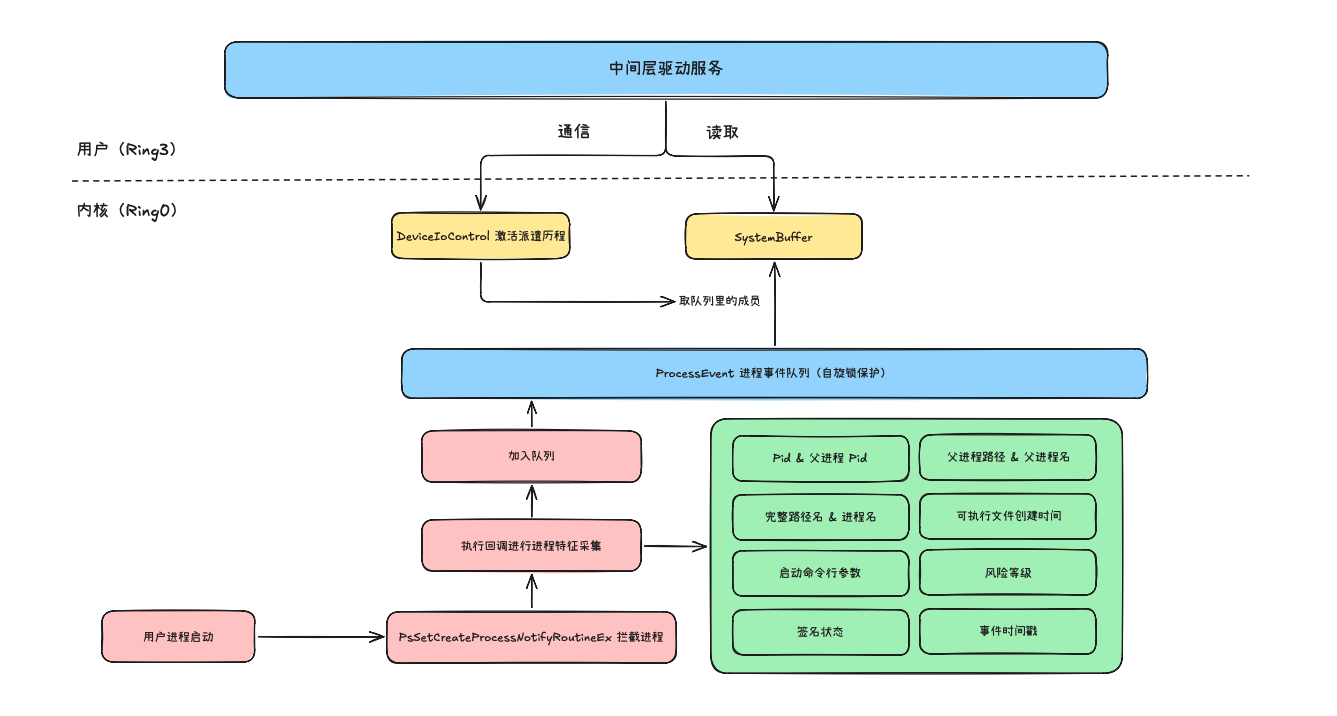 中间层驱动服务
通信
读取
用户（Ring3）
内核（Ring0）
DeviceIoControl 激活派遣历程
SystemBuffer
取队列里的成员
ProcessEvent 进程事件队列（自旋锁保护）
加入队列
执行回调进行进程特征采集
用户进程启动
PsSetCreateProcessNotifyRoutineEx 拦截进程
Pid & 父进程 Pid
父进程路径 & 父进程名
完整路径名 & 进程名
可执行文件创建时间
启动命令行参数
风险等级
签名状态
事件时间戳